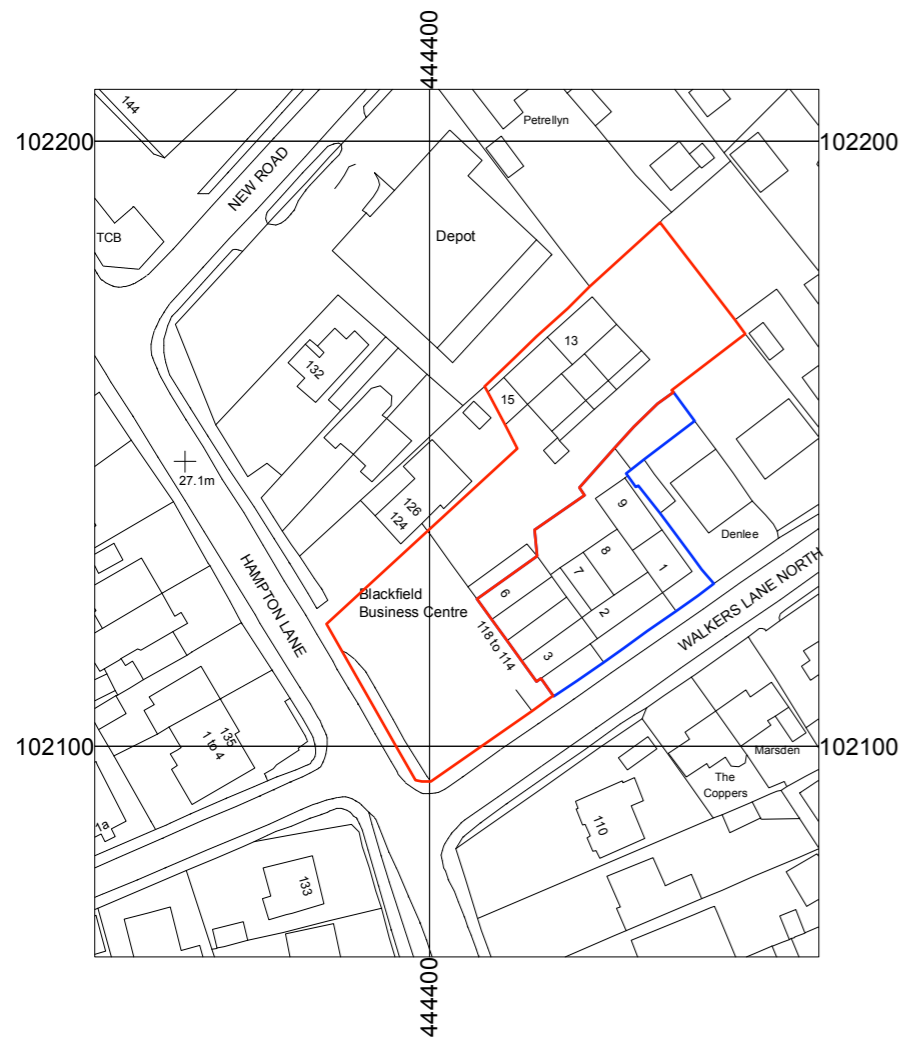 444400
102200
102200
144
Petrellyn
NEW ROAD
TCB
Depot
13
132
15
27.1m
126
124
9
Denlee
HAMPTON LANE
8
7
1
Blackfield
Business Centre
6
2
WALKERS LANE NORTH
118 to 114
3
135
1 to 4
102100
102100
Marsden
The
Coppers
1a
110
133
444400